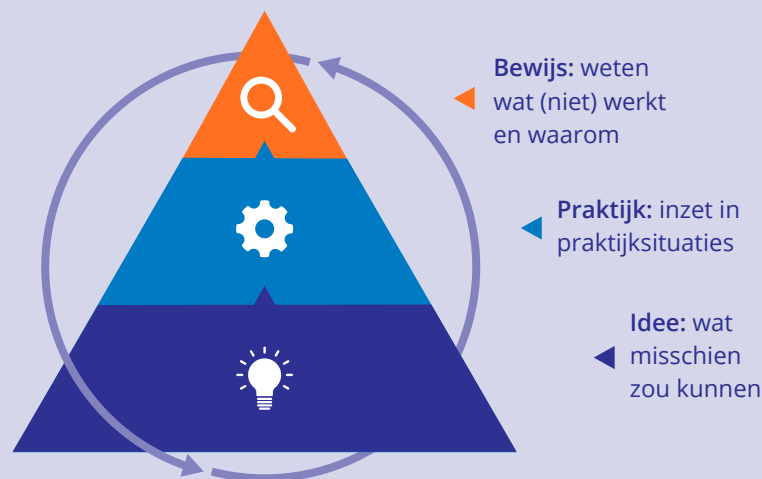 Bewijs: weten
wat (niet) werkt
en waarom
Praktijk: inzet in
praktijksituaties
Idee: wat
misschien
zou kunnen